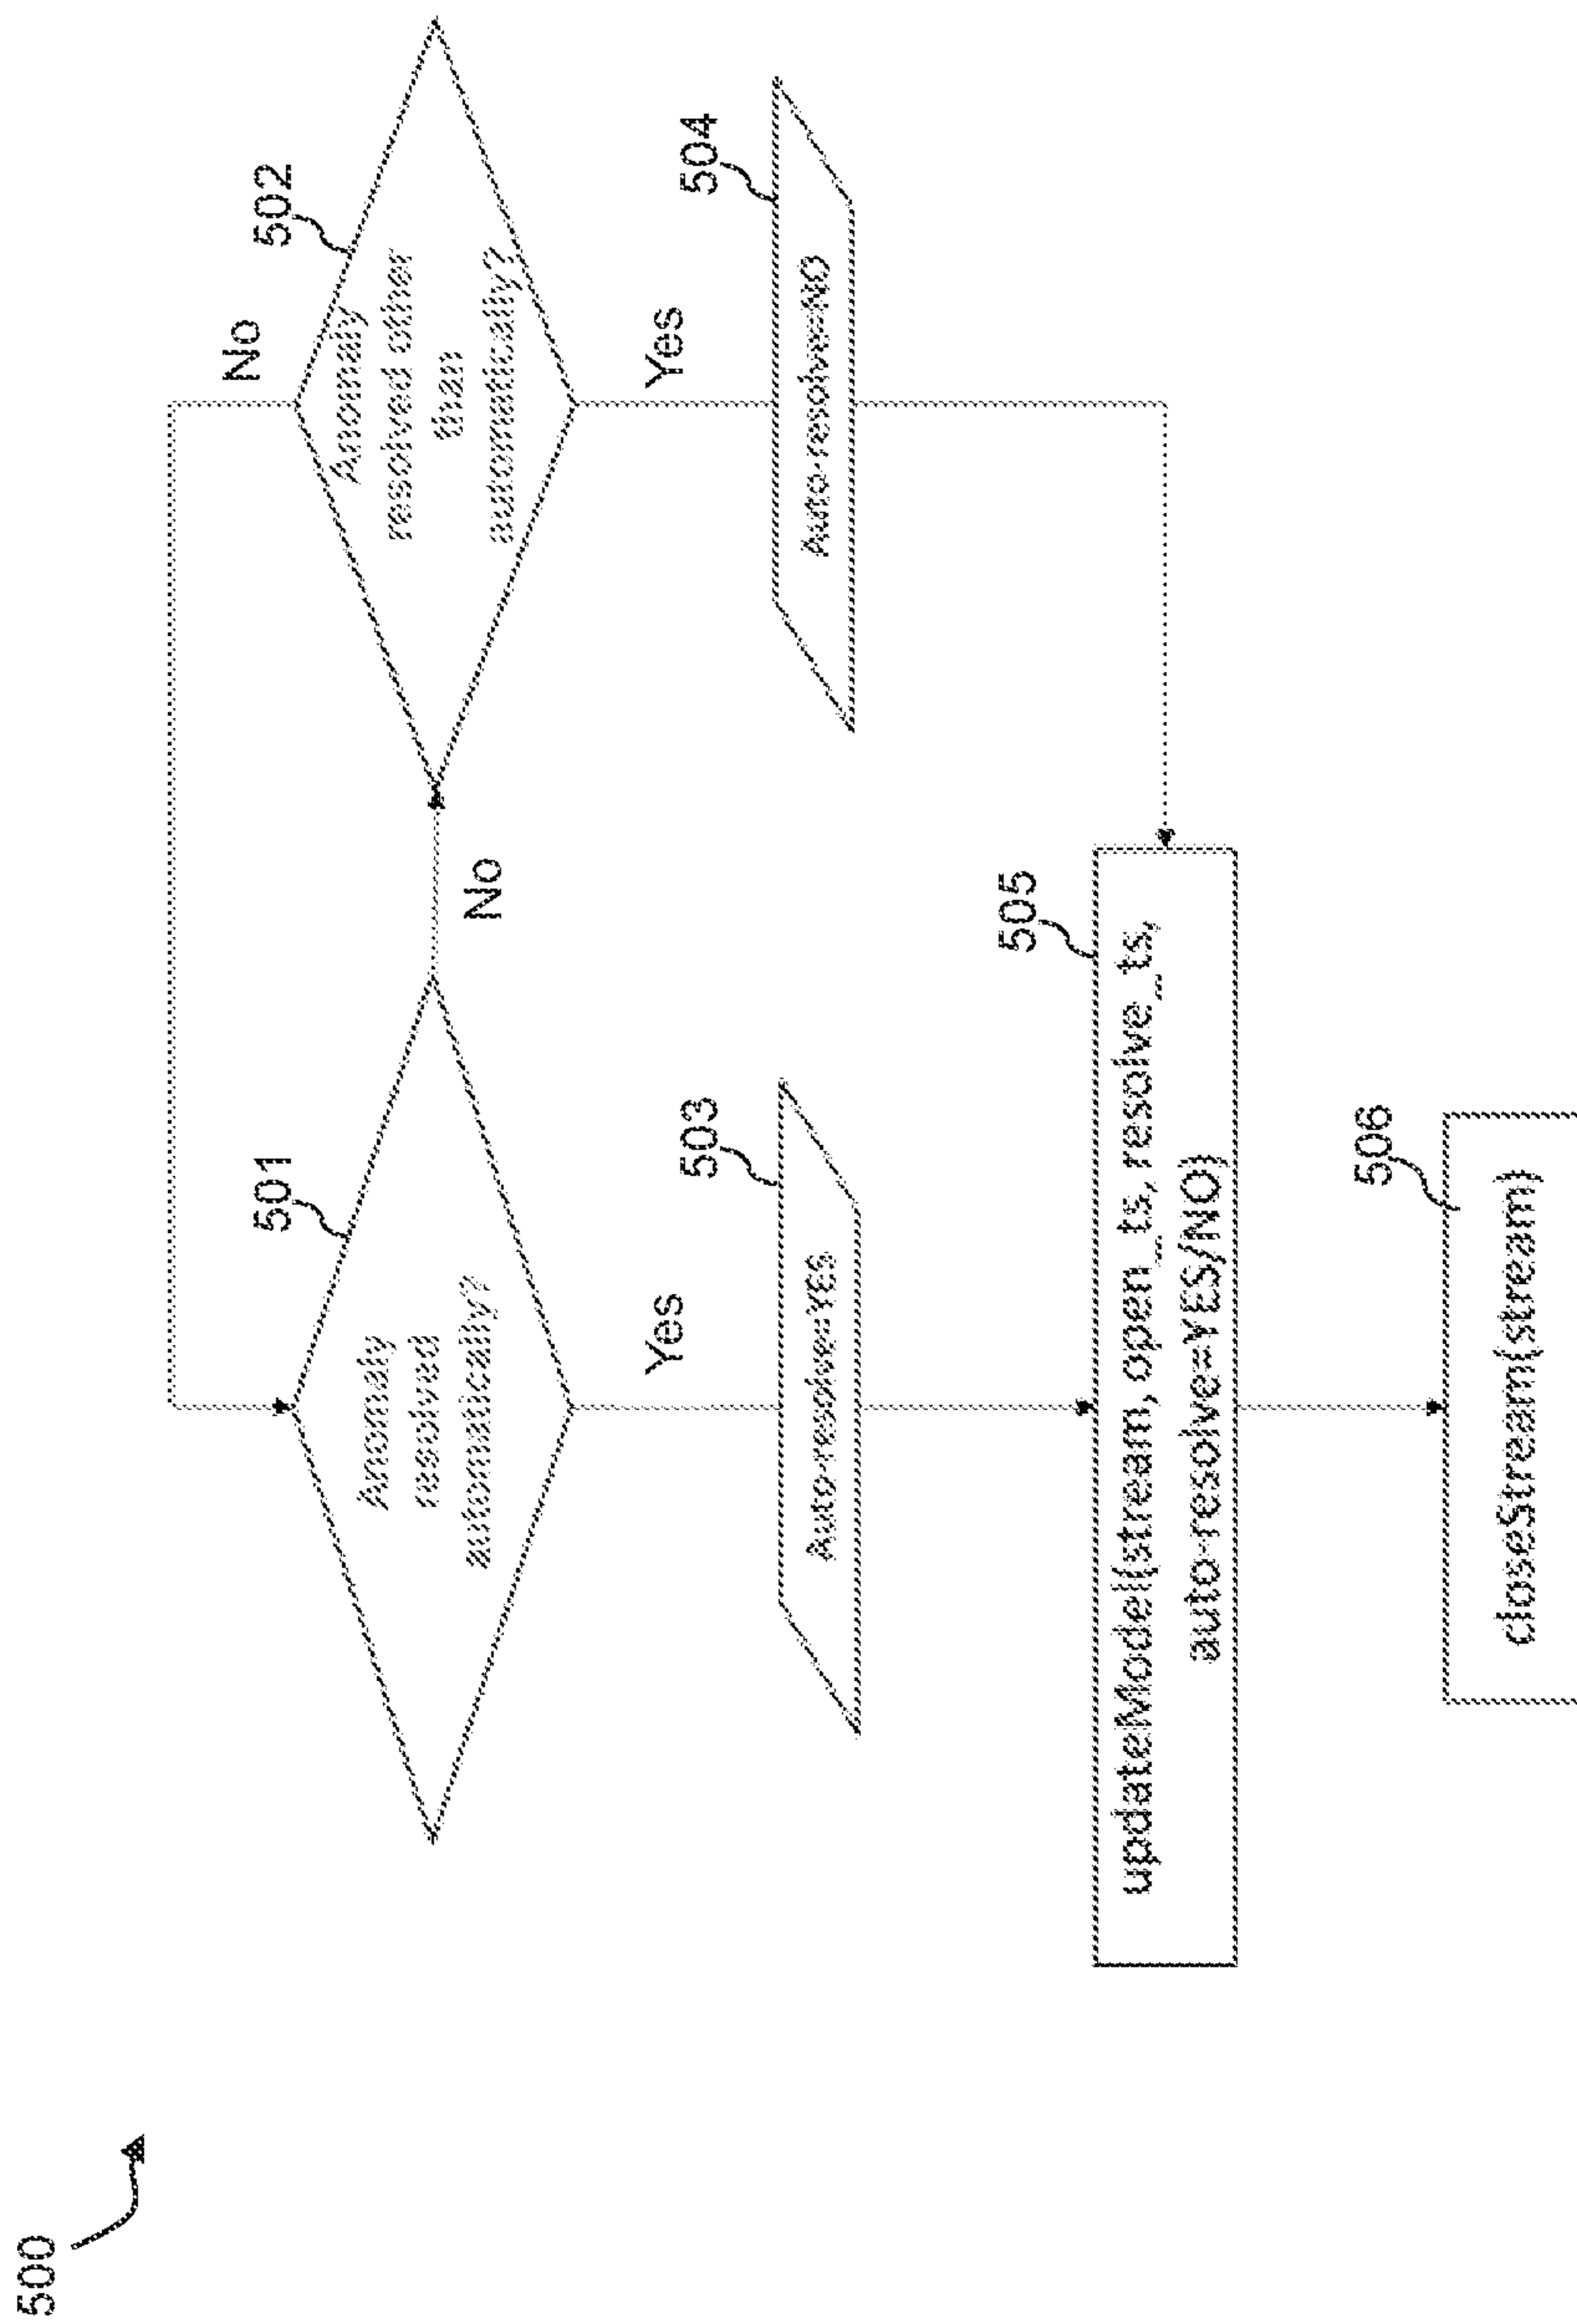 500
501
Anomaly
resolved
automatically?
No
502
Anomaly
resolved other
than
automatically?
No
Yes
503
Auto-resolve=YES
Yes
504
Auto-resolve=NO
505
updateModel(stream, open_ts, resolve_ts,
auto-resolve=YES/NO)
506
closeStream(stream)